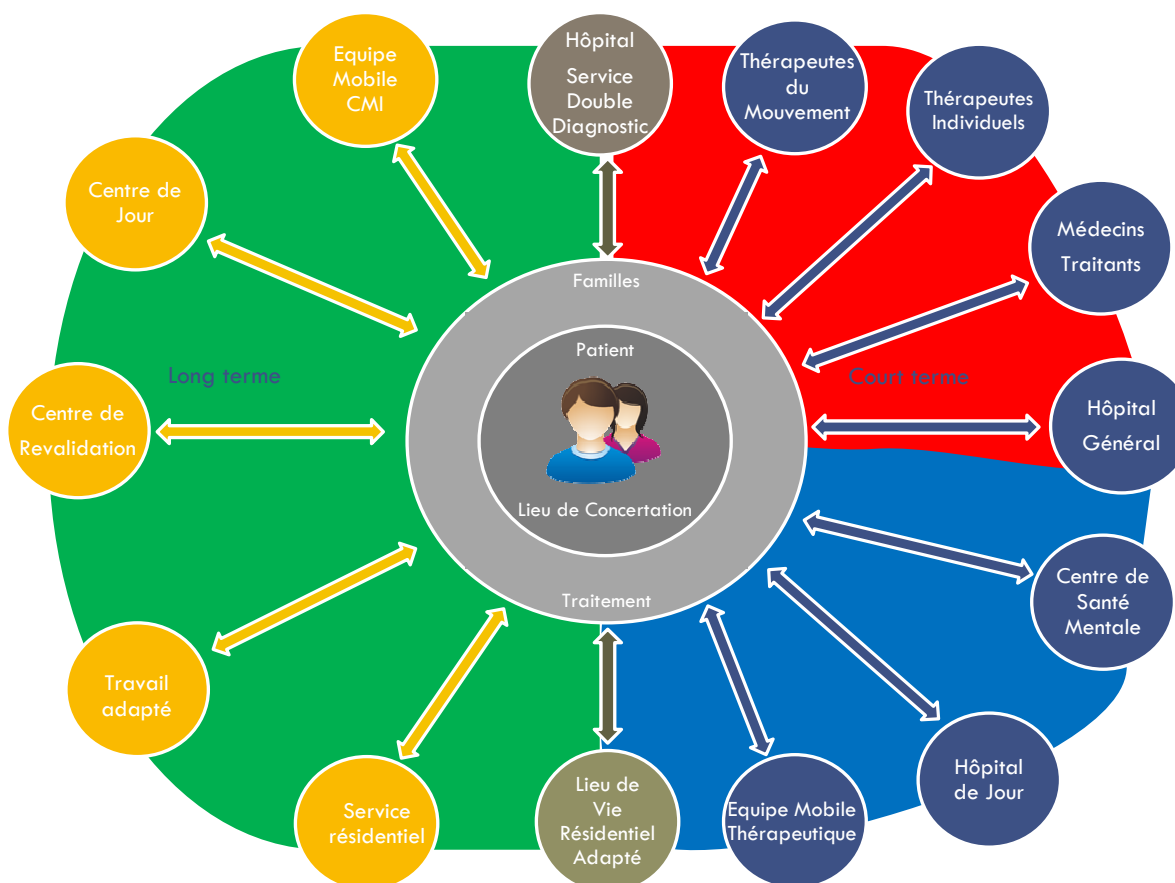 Equipe
Mobile
CMI
Hôpital
Service
Double
Diagnostic
Thérapeutes
du
Mouvement
Thérapeutes
Individuels
Centre de
Jour
Médecins
Traitants
Familles
Patient
Long terme
Court terme
Centre de
Revalidation
Hôpital
Général
Lieu de Concertation
Traitement
Centre de
Santé
Mentale
Travail
adapté
Service
résidentiel
Lieu de
Vie
Résidentiel
Adapté
Equipe Mobile
Thérapeutique
Hôpital
de Jour